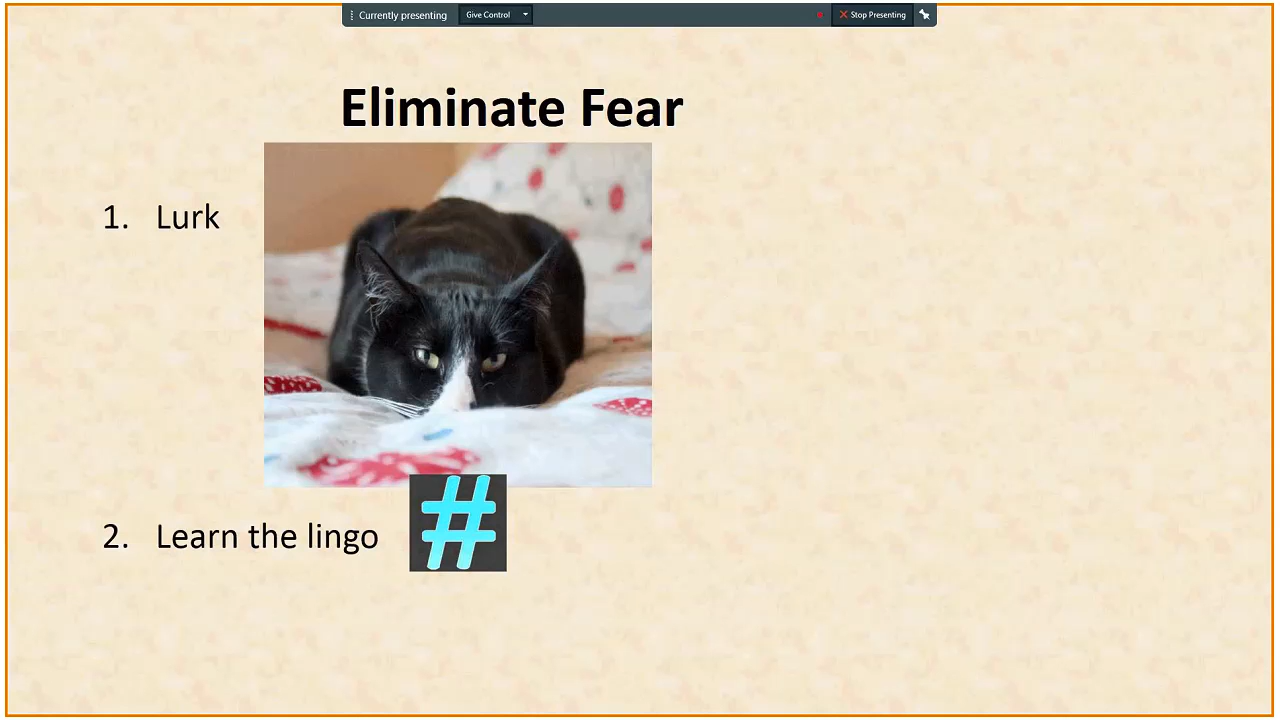 Currently presenting
Give Control
Stop Presenting
Eliminate Fear
1. Lurk
2. Learn the lingo
#